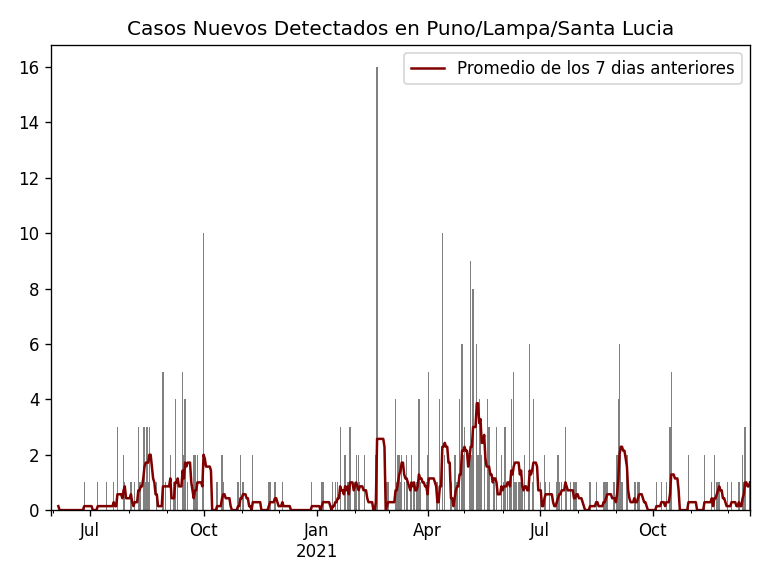 Casos Nuevos Detectados en Puno/Lampa/Santa Lucia
Promedio de los 7 dias anteriores
16
14
12
10
8
6
4
2
0
Jul
Oct
Jan
2021
Apr
Jul
Oct